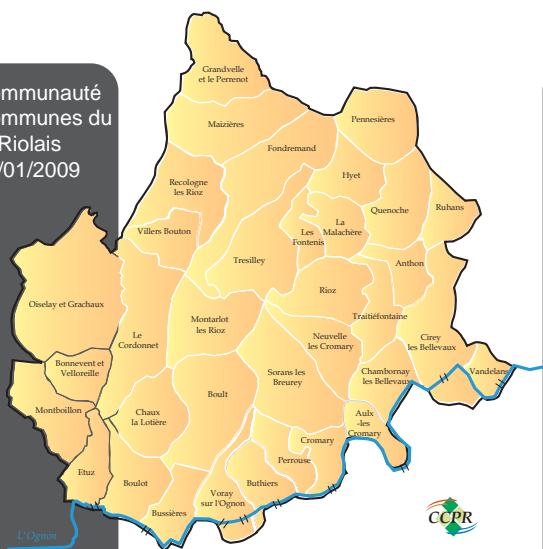 ommunauté
ommunes du
Riolais
/01/2009
Grandvelle
et le Perrenot
Maizières
Pennesières
Fondremand
Hyet
Recologne
les Rioz
Quenoche
Ruhans
La
Malachère
Les
Fontenis
Villers Bouton
Tresilley
Anthon
Rioz
Oiselay et Grachaux
Traitiéfontaine
Montarlot
les Rioz
Le
Cordonnet
Neuvelle
les Cromary
Cirey
les Bellevaux
Bonnevent et
Velloreille
Sorans les
Breurey
Chambornay
les Bellevaux
Vandelans
Boult
Montboillon
Chaux
la Lotière
Aulx
-les
Cromary
Cromary
Perrouse
Etuz
Boulot
Buthiers
Voray
sur l'Ognon
Bussières
L'Ognon
CCPR